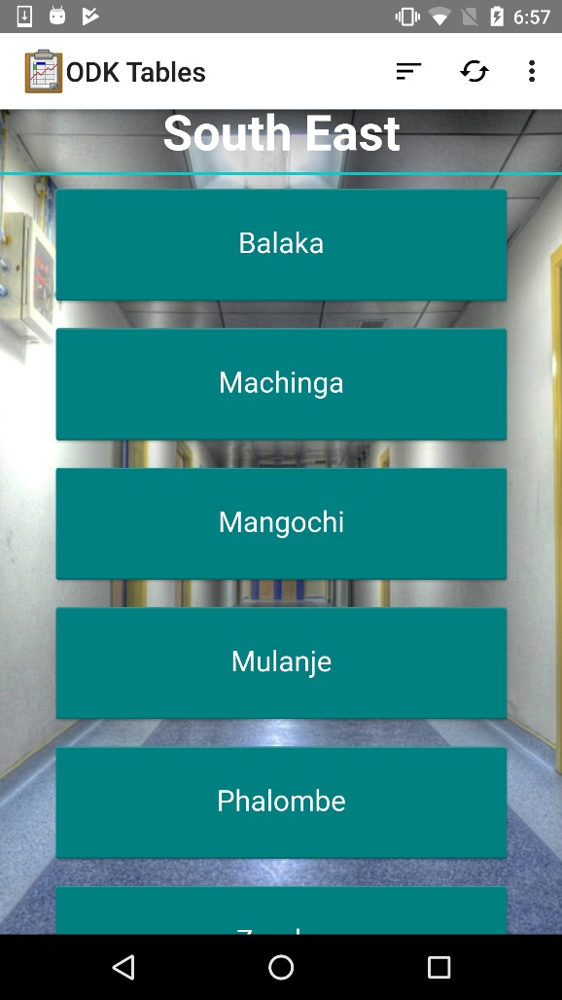 6:57
ODK Tables
South East
Balaka
Machinga
Mangochi
Mulanje
Phalombe